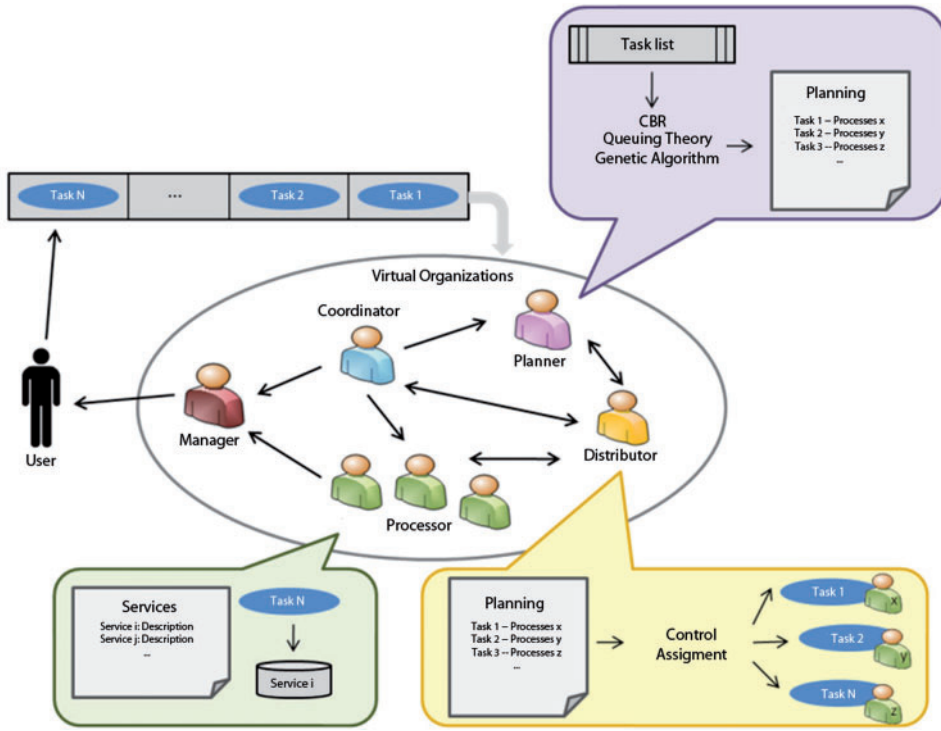 Task list
CBR
Queuing Theory
Genetic Algorithm
Planning
Task 1 – Processes x
Task 2 – Processes y
Task 3 -- Processes z
...
Task N
...
Task 2
Task 1
Virtual Organizations
Coordinator
Planner
Manager
Distributor
User
Processor
Services
Service i: Description
Service j: Description
...
Task N
Service i
Planning
Task 1 – Processes x
Task 2 – Processes y
Task 3 -- Processes z
...
Control
Assigment
Task 1
x
Task 2
y
Task N
z